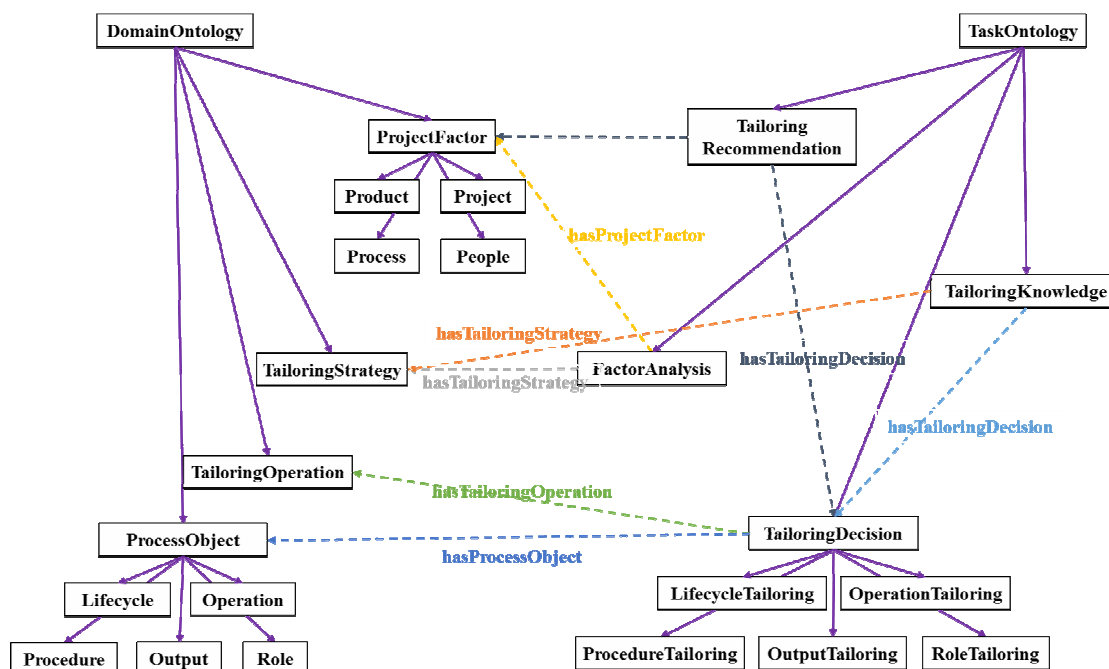 DomainOntology
TaskOntology
ProjectFactor
Tailoring
Recommendation
Product
Project
Process
People
hasProjectFactor
TailoringKnowledge
hasTailoringStrategy
hasTailoringDecision
TailoringStrategy
FactorAnalysis
hasTailoringStrategy
hasTailoringDecision
TailoringOperation
hasTailoringOperation
ProcessObject
TailoringDecision
hasProcessObject
Lifecycle
Operation
LifecycleTailoring
OperationTailoring
Procedure
Output
Role
ProcedureTailoring
OutputTailoring
RoleTailoring